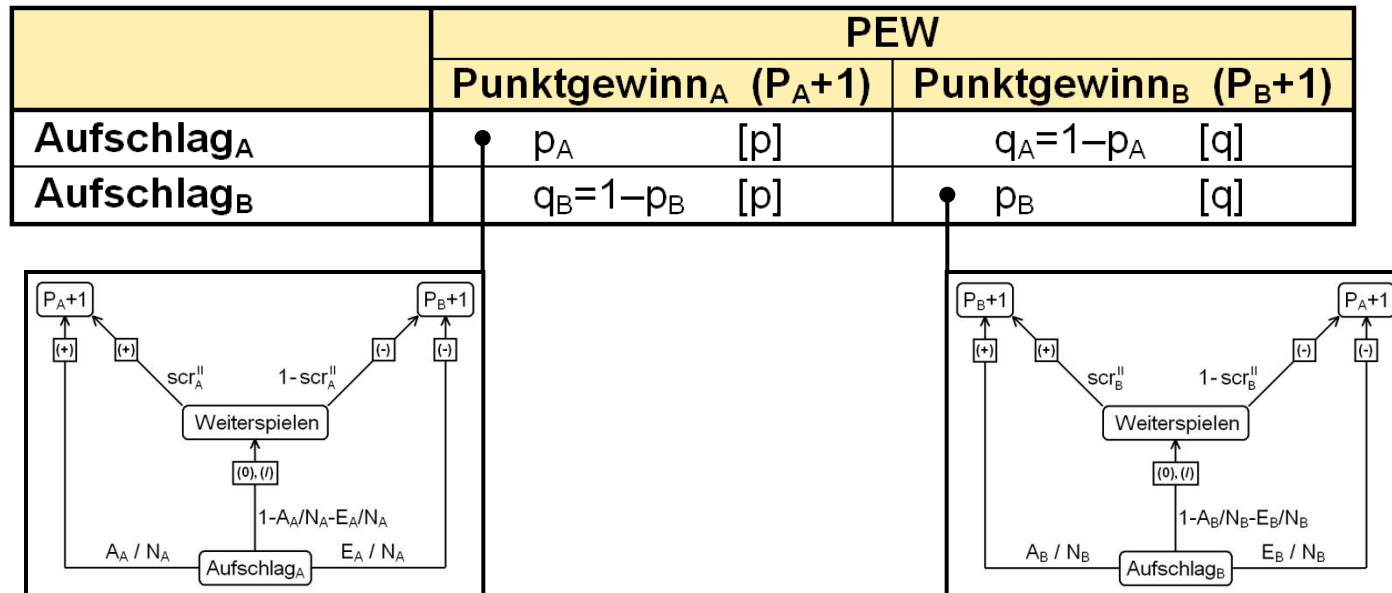 PEW
Punktgewinn_A (P_A+1) Punktgewinn_B (P_B+1)
Aufschlag_A p_A [p] q_A=1–p_A [q]
Aufschlag_B q_B=1–p_B [p] p_B [q]
P_A+1 P_B+1
(+) (+) (-) (-)
scr_A^II 1-scr_A^II
Weiterspielen
(0), (/)
1-A_A/N_A-E_A/N_A
A_A / N_A E_A / N_A
Aufschlag_A
P_B+1 P_A+1
(+) (+) (-) (-)
scr_B^II 1-scr_B^II
Weiterspielen
(0), (/)
1-A_B/N_B-E_B/N_B
A_B / N_B E_B / N_B
Aufschlag_B